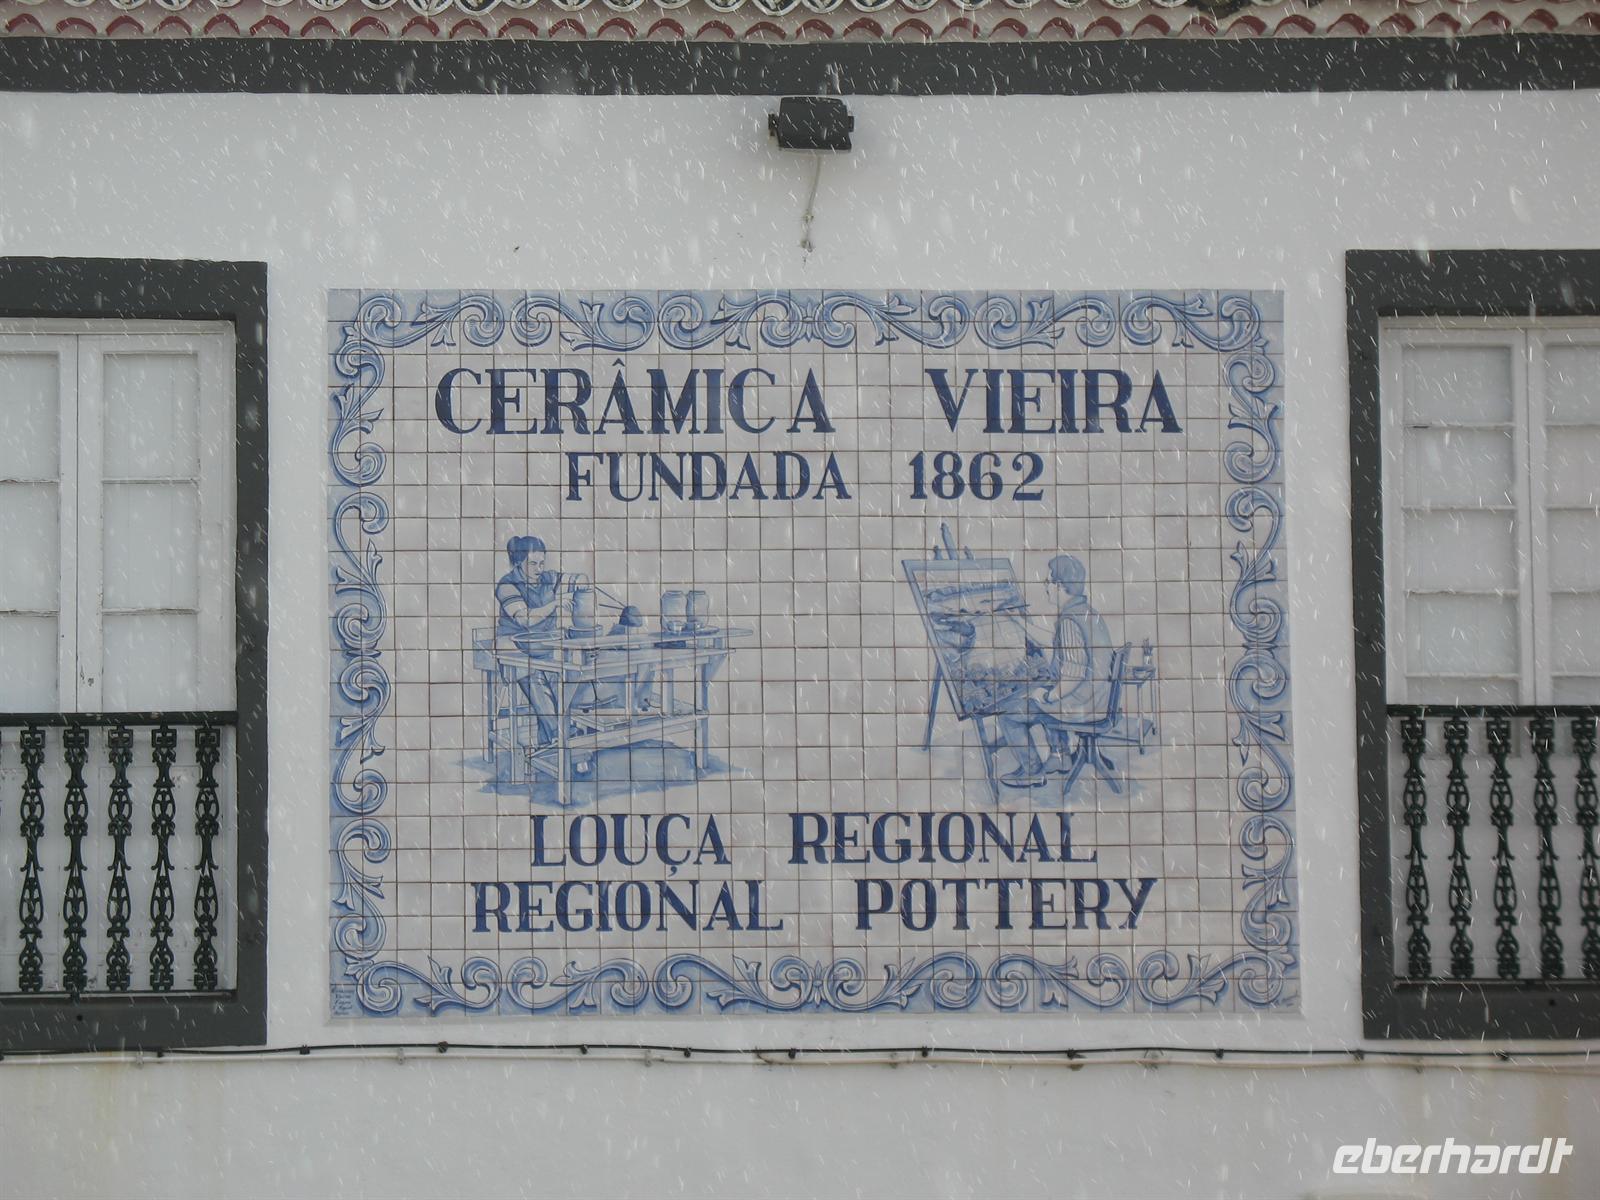 CERÂMICA VIEIRA
FUNDADA 1862
LOUÇA REGIONAL
REGIONAL POTTERY
eberhardt